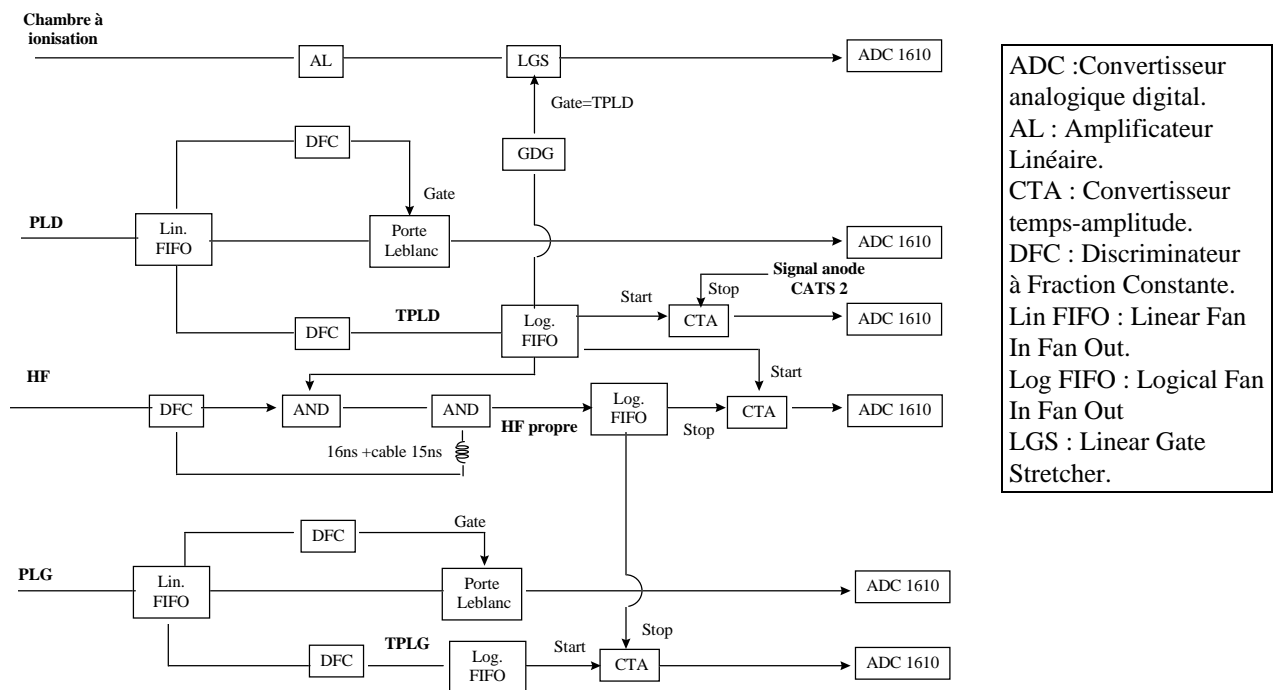 Chambre à
ionisation
AL
LGS
ADC 1610
Gate=TPLD
DFC
GDG
Gate
PLD
Lin.
FIFO
Porte
Leblanc
ADC 1610
Signal anode
CATS 2
Start
Stop
TPLD
DFC
Log.
FIFO
CTA
ADC 1610
HF
Start
DFC
AND
AND
HF propre
Log.
FIFO
Stop
CTA
ADC 1610
16ns +cable 15ns
Gate
DFC
PLG
Lin.
FIFO
Porte
Leblanc
ADC 1610
Stop
TPLG
Start
DFC
Log.
FIFO
CTA
ADC 1610
ADC :Convertisseur
analogique digital.
AL : Amplificateur
Linéaire.
CTA : Convertisseur
temps-amplitude.
DFC : Discriminateur
à Fraction Constante.
Lin FIFO : Linear Fan
In Fan Out.
Log FIFO : Logical Fan
In Fan Out
LGS : Linear Gate
Stretcher.